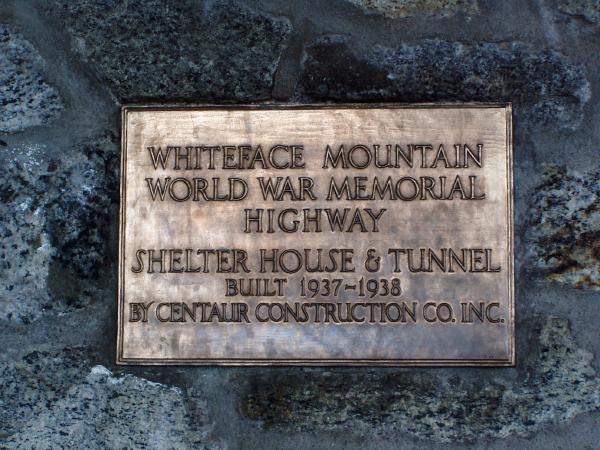 WHITEFACE MOUNTAIN
WORLD WAR MEMORIAL
HIGHWAY
SHELTER HOUSE & TUNNEL
BUILT 1937-1938
BY CENTAUR CONSTRUCTION CO. INC.